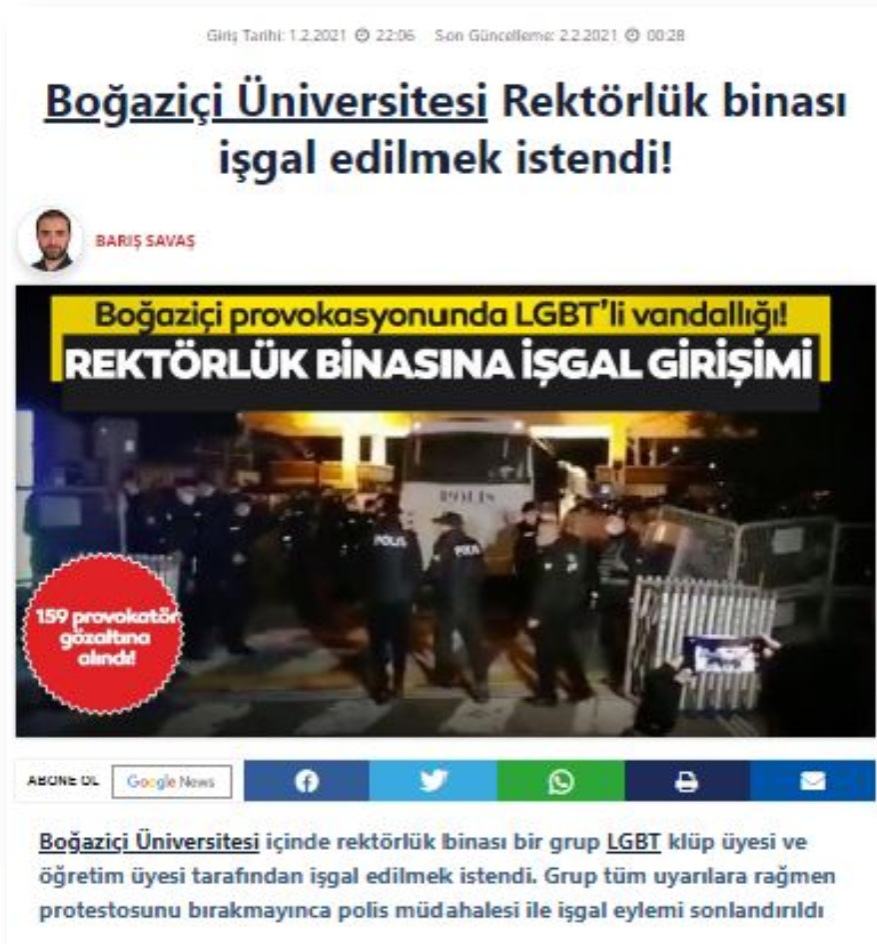 Giriş Tarihi: 1.2.2021 22:06 Son Güncelleme: 2.2.2021 00:28
Boğaziçi Üniversitesi Rektörlük binası
işgal edilmek istendi!
BARIŞ SAVAŞ
Boğaziçi provokasyonunda LGBT'li vandallığı!
REKTÖRLÜK BİNASINA İŞGAL GİRİŞİMİ
POLIS
POLIS
POLIS
159 provokatör
gözaltına
alındı!
ABONE OL Google News
Boğaziçi Üniversitesi içinde rektörlük binası bir grup LGBT klüp üyesi ve
öğretim üyesi tarafından işgal edilmek istendi. Grup tüm uyarılara rağmen
protestosunu bırakmayınca polis müdahalesi ile işgal eylemi sonlandırıldı